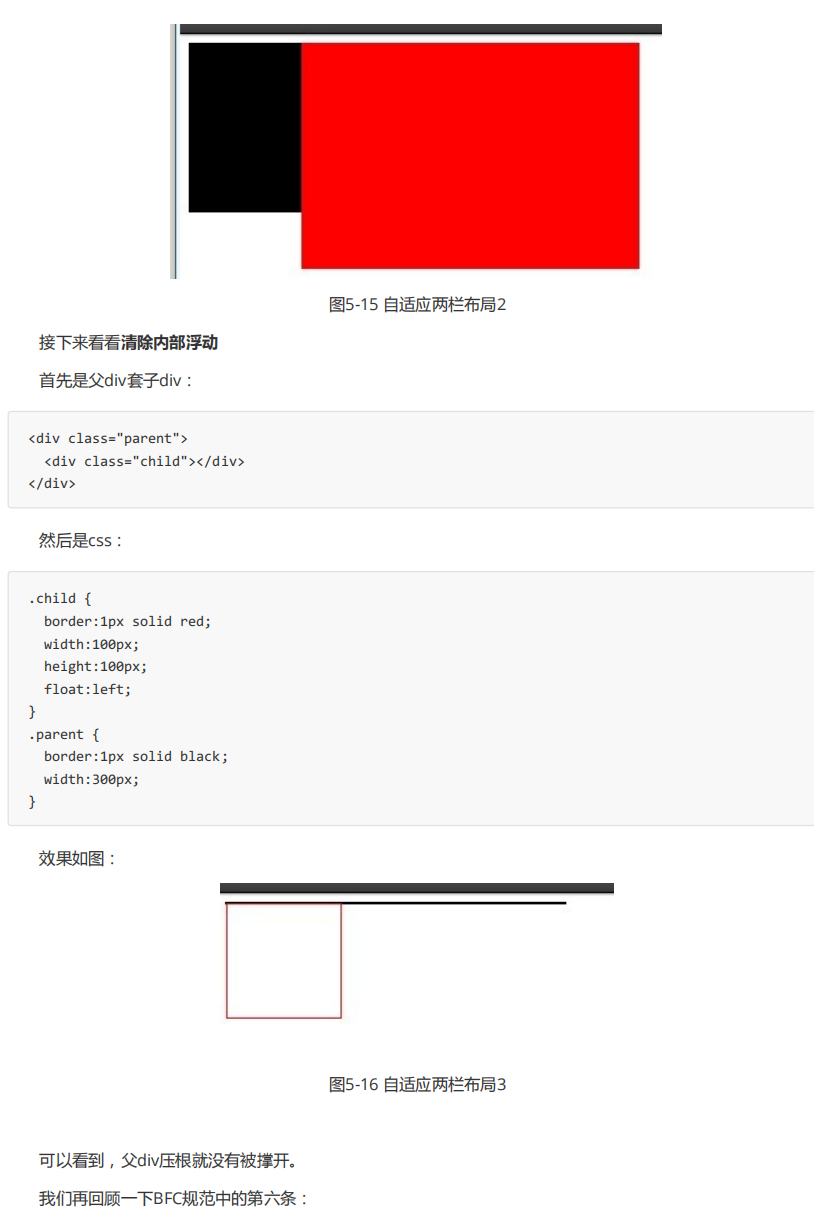 图5-15 自适应两栏布局2
接下来看看清除内部浮动
首先是父div套子div：
<div class="parent">
  <div class="child"></div>
</div>
然后是css：
.child {
  border:1px solid red;
  width:100px;
  height:100px;
  float:left;
}
.parent {
  border:1px solid black;
  width:300px;
}
效果如图：
图5-16 自适应两栏布局3
可以看到，父div压根就没有被撑开。
我们再回顾一下BFC规范中的第六条：